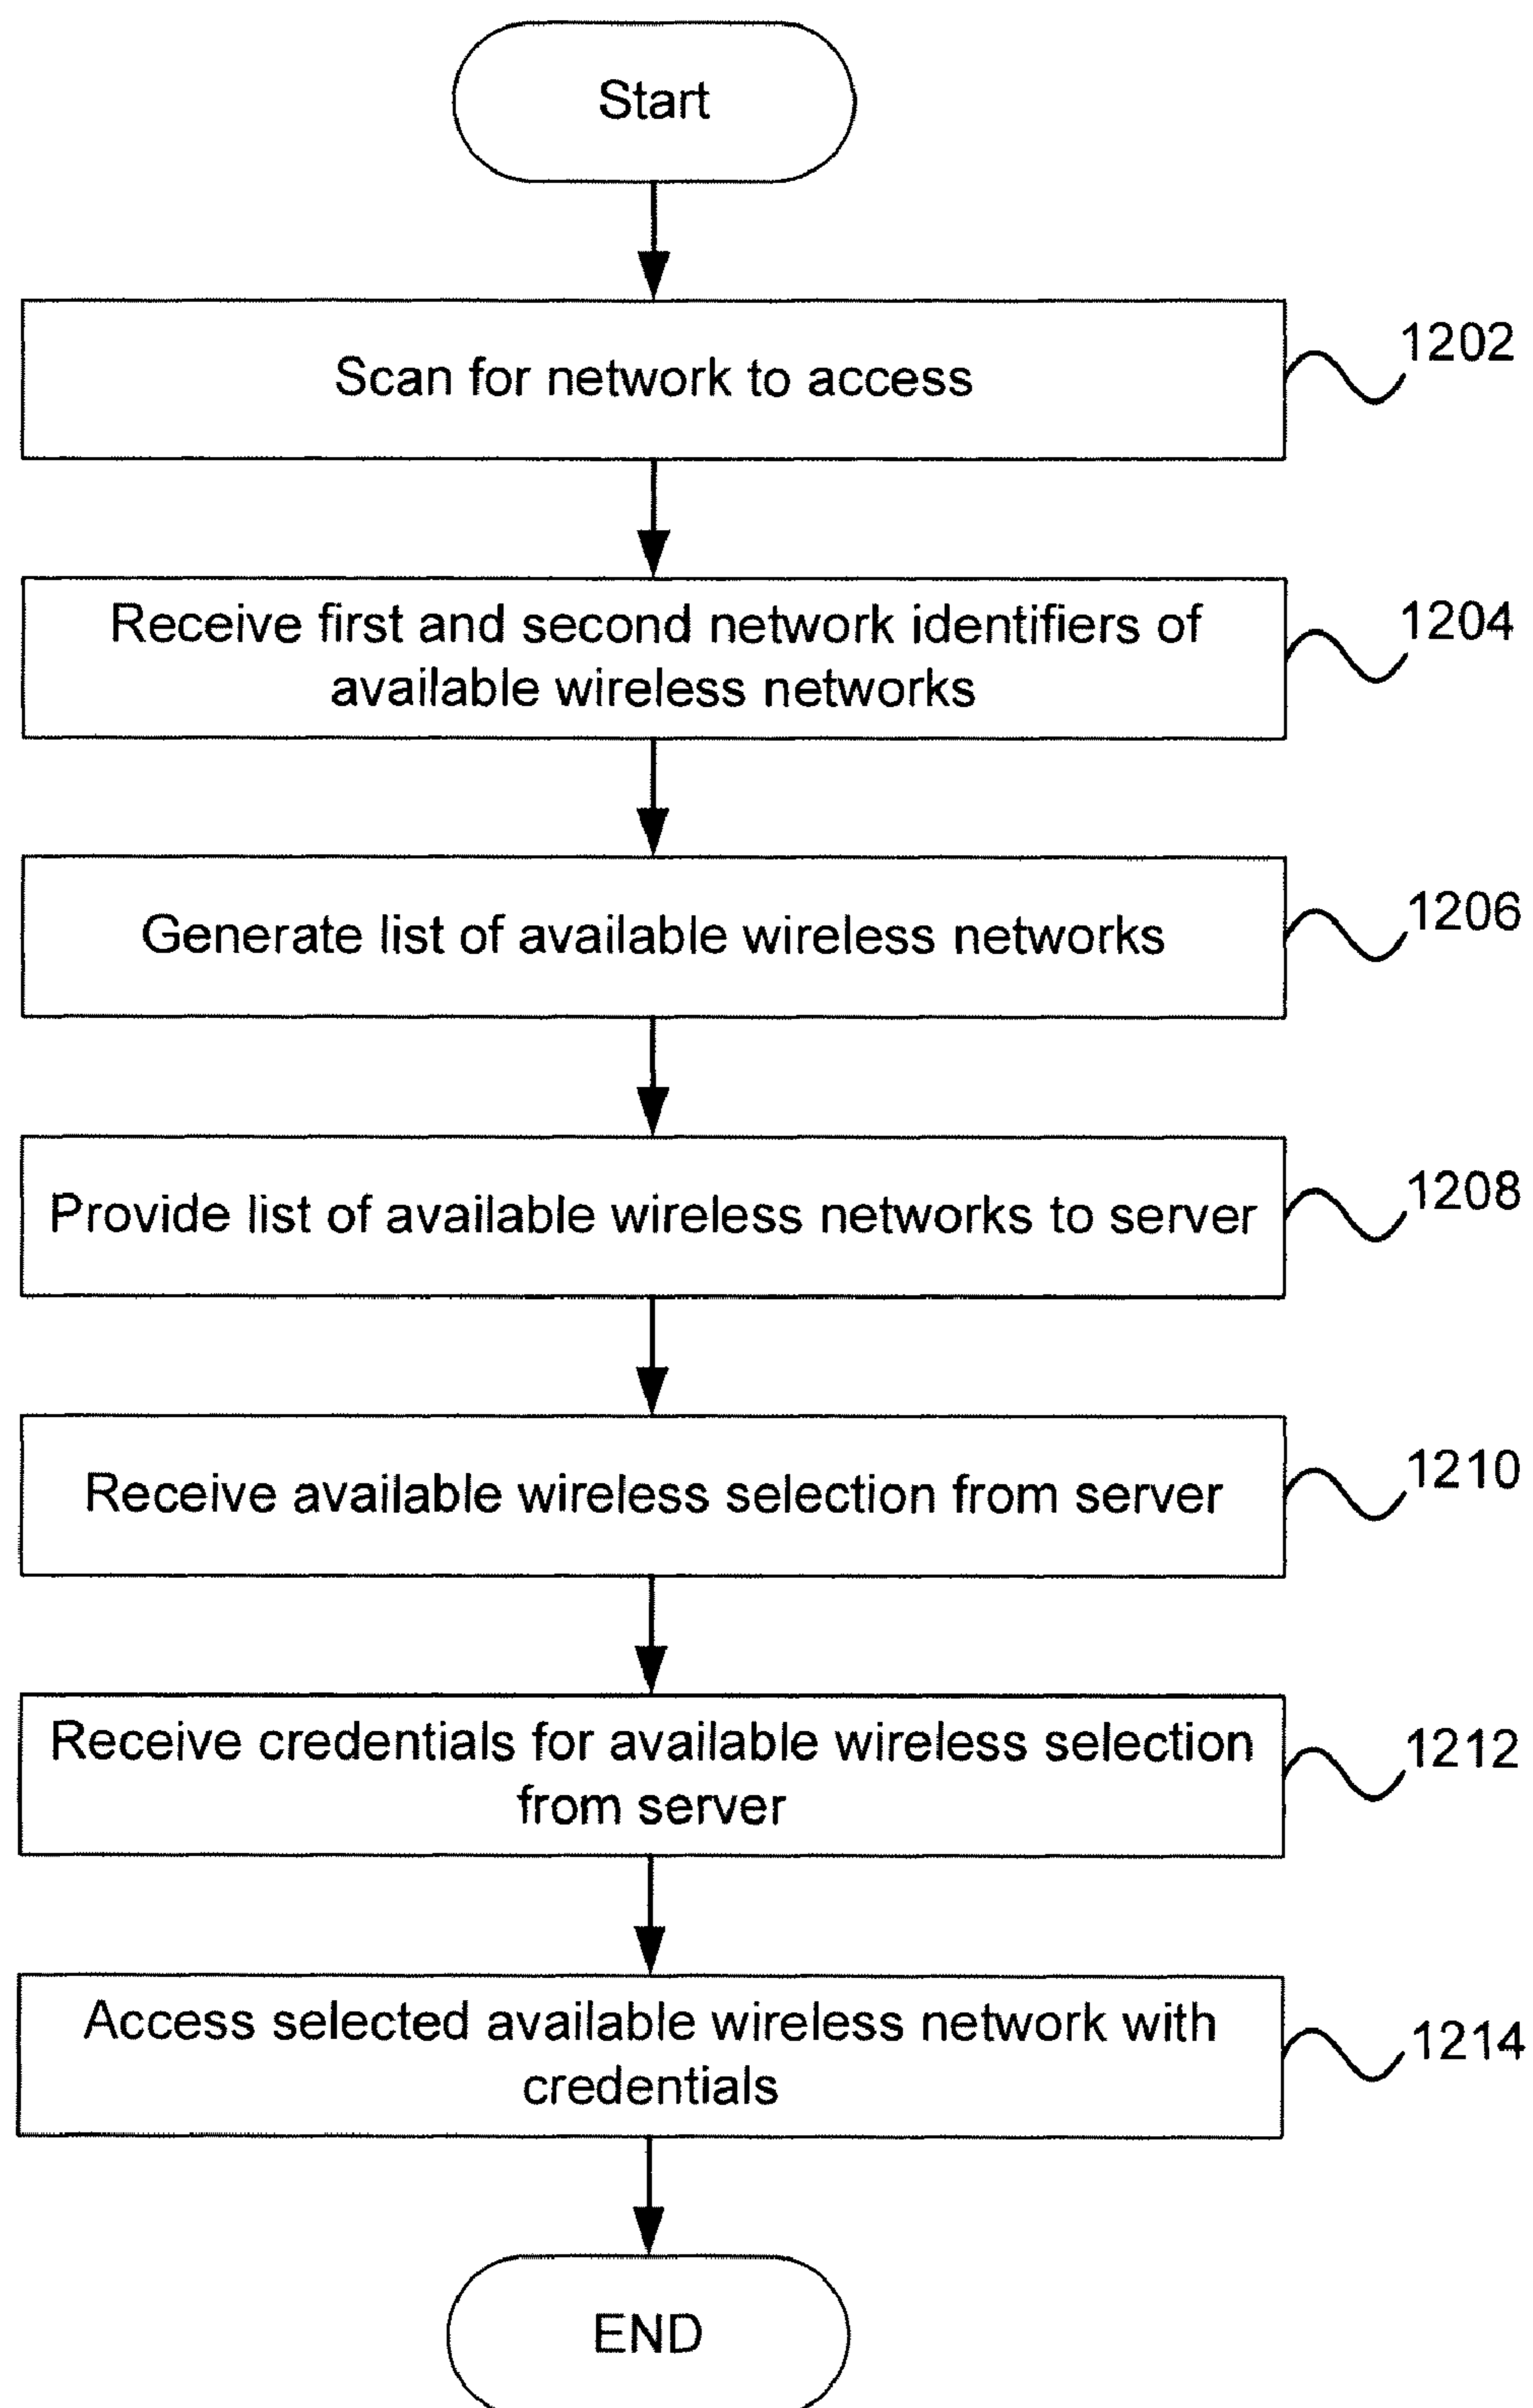 Start
Scan for network to access
1202
Receive first and second network identifiers of
available wireless networks
1204
Generate list of available wireless networks
1206
Provide list of available wireless networks to server
1208
Receive available wireless selection from server
1210
Receive credentials for available wireless selection
from server
1212
Access selected available wireless network with
credentials
1214
END